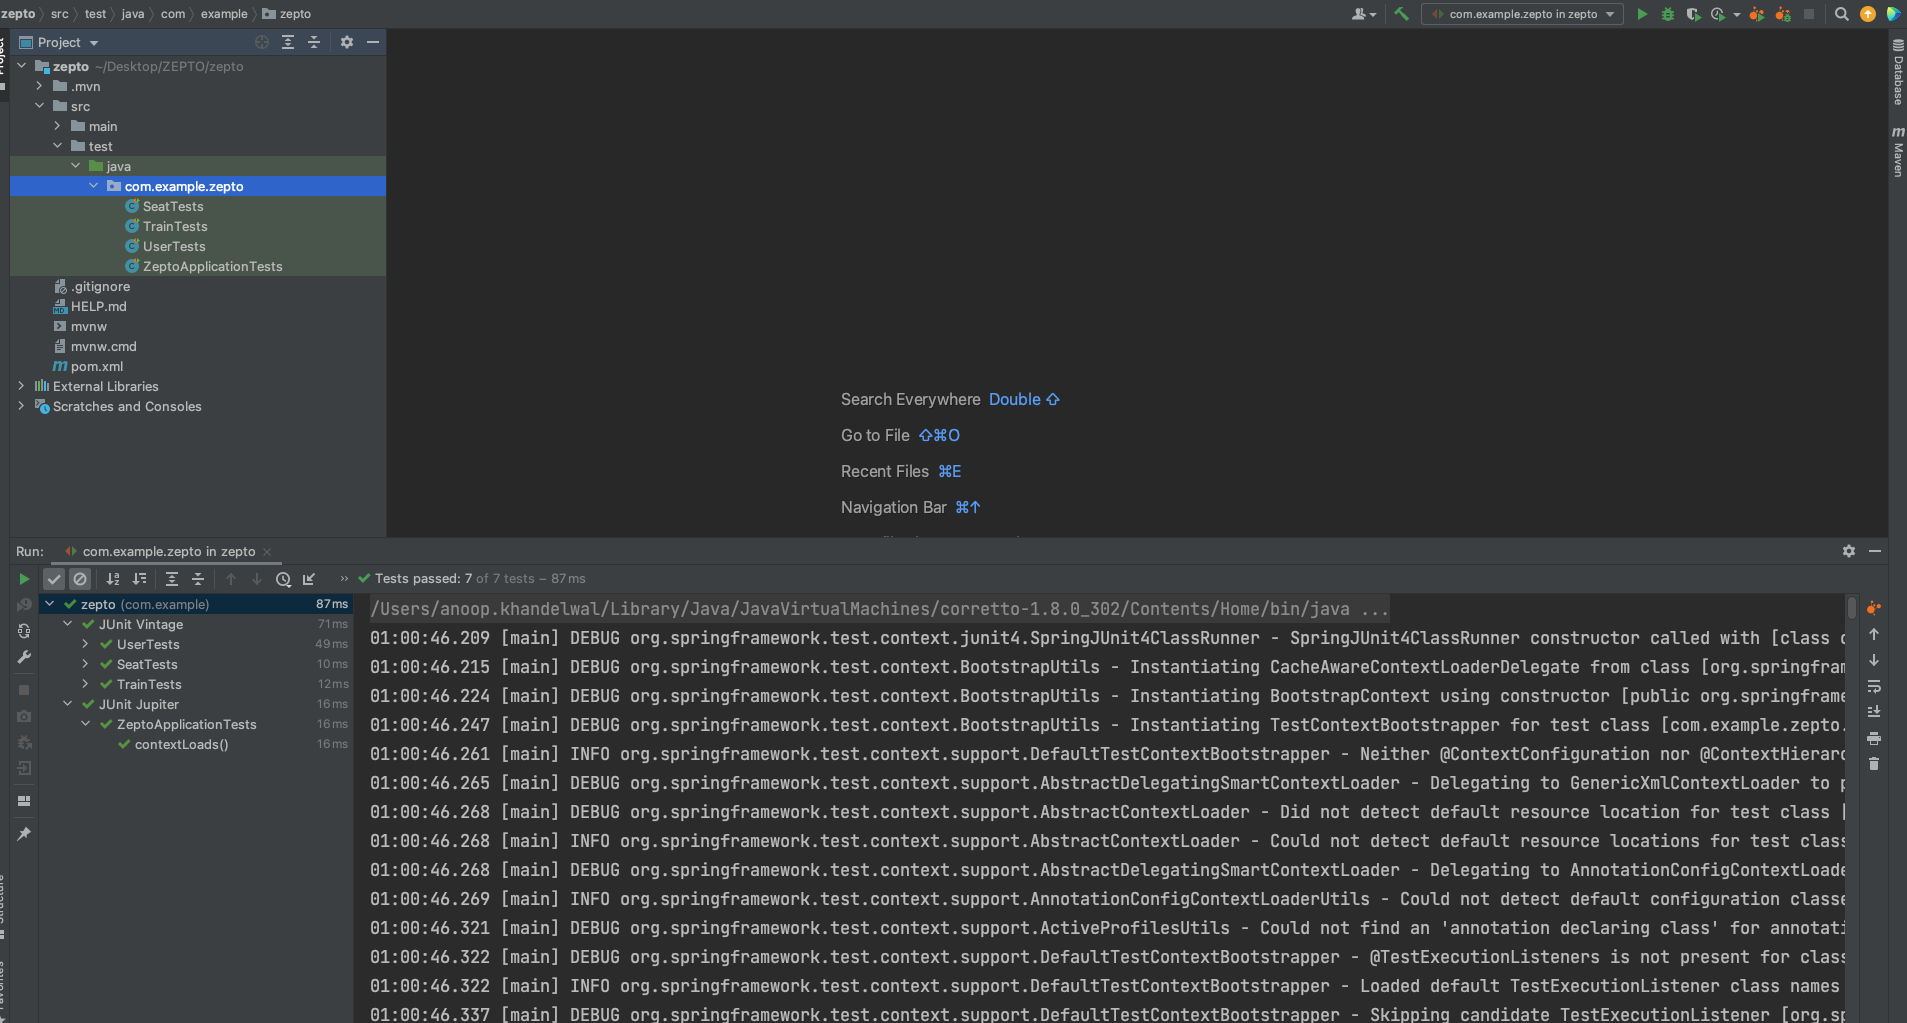 zepto src test java com example zepto
com.example.zepto in zepto
Project
Project
zepto ~/Desktop/ZEPTO/zepto
.mvn
src
main
test
java
com.example.zepto
SeatTests
TrainTests
UserTests
ZeptoApplicationTests
.gitignore
HELP.md
mvnw
mvnw.cmd
pom.xml
External Libraries
Scratches and Consoles
Database
Maven
Search Everywhere Double ⇧
Go to File ⇧⌘O
Recent Files ⌘E
Navigation Bar ⌘↑
Run: com.example.zepto in zepto
Tests passed: 7 of 7 tests – 87 ms
zepto (com.example) 87 ms
JUnit Vintage 71 ms
UserTests 49 ms
SeatTests 10 ms
TrainTests 12 ms
JUnit Jupiter 16 ms
ZeptoApplicationTests 16 ms
contextLoads() 16 ms
/Users/anoop.khandelwal/Library/Java/JavaVirtualMachines/corretto-1.8.0_302/Contents/Home/bin/java ...
01:00:46.209 [main] DEBUG org.springframework.test.context.junit4.SpringJUnit4ClassRunner - SpringJUnit4ClassRunner constructor called with [class
01:00:46.215 [main] DEBUG org.springframework.test.context.BootstrapUtils - Instantiating CacheAwareContextLoaderDelegate from class [org.springfram
01:00:46.224 [main] DEBUG org.springframework.test.context.BootstrapUtils - Instantiating BootstrapContext using constructor [public org.springframe
01:00:46.247 [main] DEBUG org.springframework.test.context.BootstrapUtils - Instantiating TestContextBootstrapper for test class [com.example.zepto.
01:00:46.261 [main] INFO org.springframework.test.context.support.DefaultTestContextBootstrapper - Neither @ContextConfiguration nor @ContextHierarc
01:00:46.265 [main] DEBUG org.springframework.test.context.support.AbstractDelegatingSmartContextLoader - Delegating to GenericXmlContextLoader to p
01:00:46.268 [main] DEBUG org.springframework.test.context.support.AbstractContextLoader - Did not detect default resource location for test class [
01:00:46.268 [main] INFO org.springframework.test.context.support.AbstractContextLoader - Could not detect default resource locations for test class
01:00:46.268 [main] DEBUG org.springframework.test.context.support.AbstractDelegatingSmartContextLoader - Delegating to AnnotationConfigContextLoade
01:00:46.269 [main] INFO org.springframework.test.context.support.AnnotationConfigContextLoaderUtils - Could not detect default configuration classe
01:00:46.321 [main] DEBUG org.springframework.test.context.support.ActiveProfilesUtils - Could not find an 'annotation declaring class' for annotati
01:00:46.322 [main] DEBUG org.springframework.test.context.support.DefaultTestContextBootstrapper - @TestExecutionListeners is not present for class
01:00:46.322 [main] INFO org.springframework.test.context.support.DefaultTestContextBootstrapper - Loaded default TestExecutionListener class names
01:00:46.337 [main] DEBUG org.springframework.test.context.support.DefaultTestContextBootstrapper - Skipping candidate TestExecutionListener [org.sp
Structure
Favorites